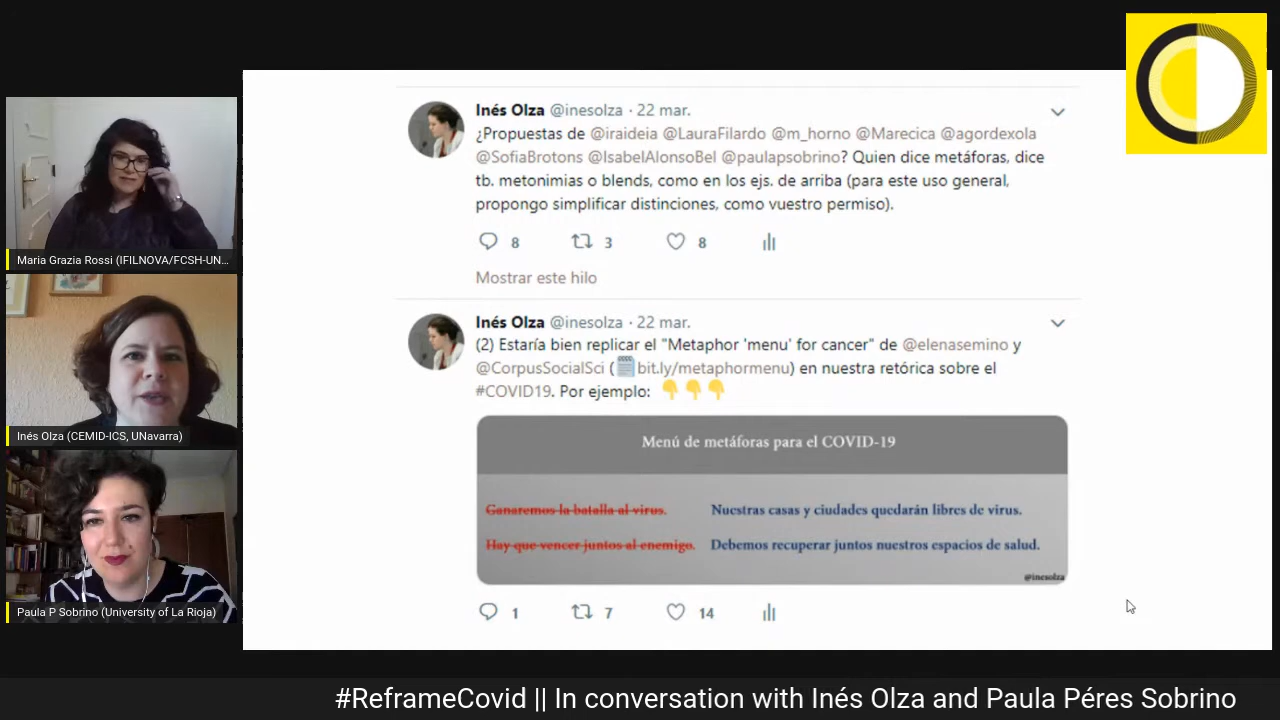 Maria Grazia Rossi (IFILNOVA/FCSH-UN...
Inés Olza (CEMID-ICS, UNavarra)
Paula P Sobrino (University of La Rioja)
Inés Olza @inesolza · 22 mar.
¿Propuestas de @iraideia @LauraFilardo @m_horno @Marecica @agordexola
@SofiaBrotons @IsabelAlonsoBel @paulapsobrino? Quien dice metáforas, dice
tb. metonimias o blends, como en los ejs. de arriba (para este uso general,
propongo simplificar distinciones, como vuestro permiso).
8 3 8
Mostrar este hilo
Inés Olza @inesolza · 22 mar.
(2) Estaría bien replicar el "Metaphor 'menu' for cancer" de @elenasemino y
@CorpusSocialSci (🗒️bit.ly/metaphormenu) en nuestra retórica sobre el
#COVID19. Por ejemplo: 👇👇👇
Menú de metáforas para el COVID-19
Ganaremos la batalla al virus. Nuestras casas y ciudades quedarán libres de virus.
Hay que vencer juntos al enemigo. Debemos recuperar juntos nuestros espacios de salud.
@inesolza
1 7 14
#ReframeCovid || In conversation with Inés Olza and Paula Péres Sobrino